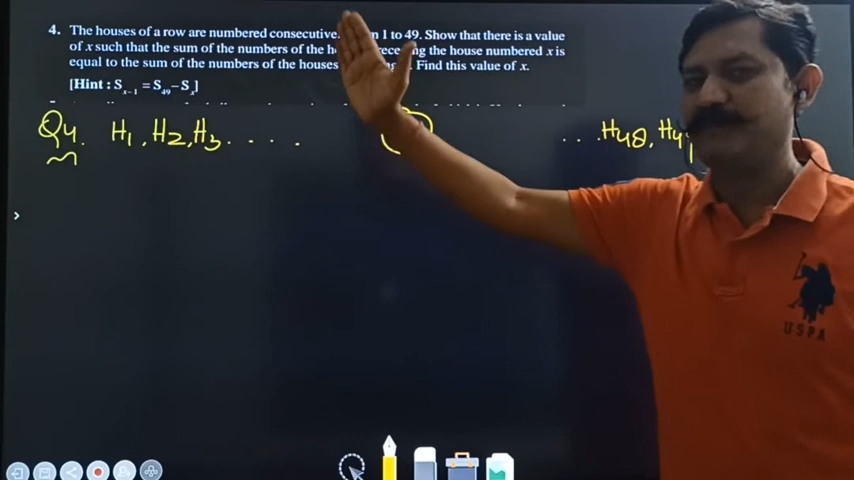 4. The houses of a row are numbered consecutive 1 to 49. Show that there is a value
of x such that the sum of the numbers of the the house numbered x is
equal to the sum of the numbers of the houses Find this value of x.
[Hint : Sₓ₋₁ = S₄₉ – Sₓ]
Q4. H1, H2, H3 . . . . . . . H48, H49
USPA